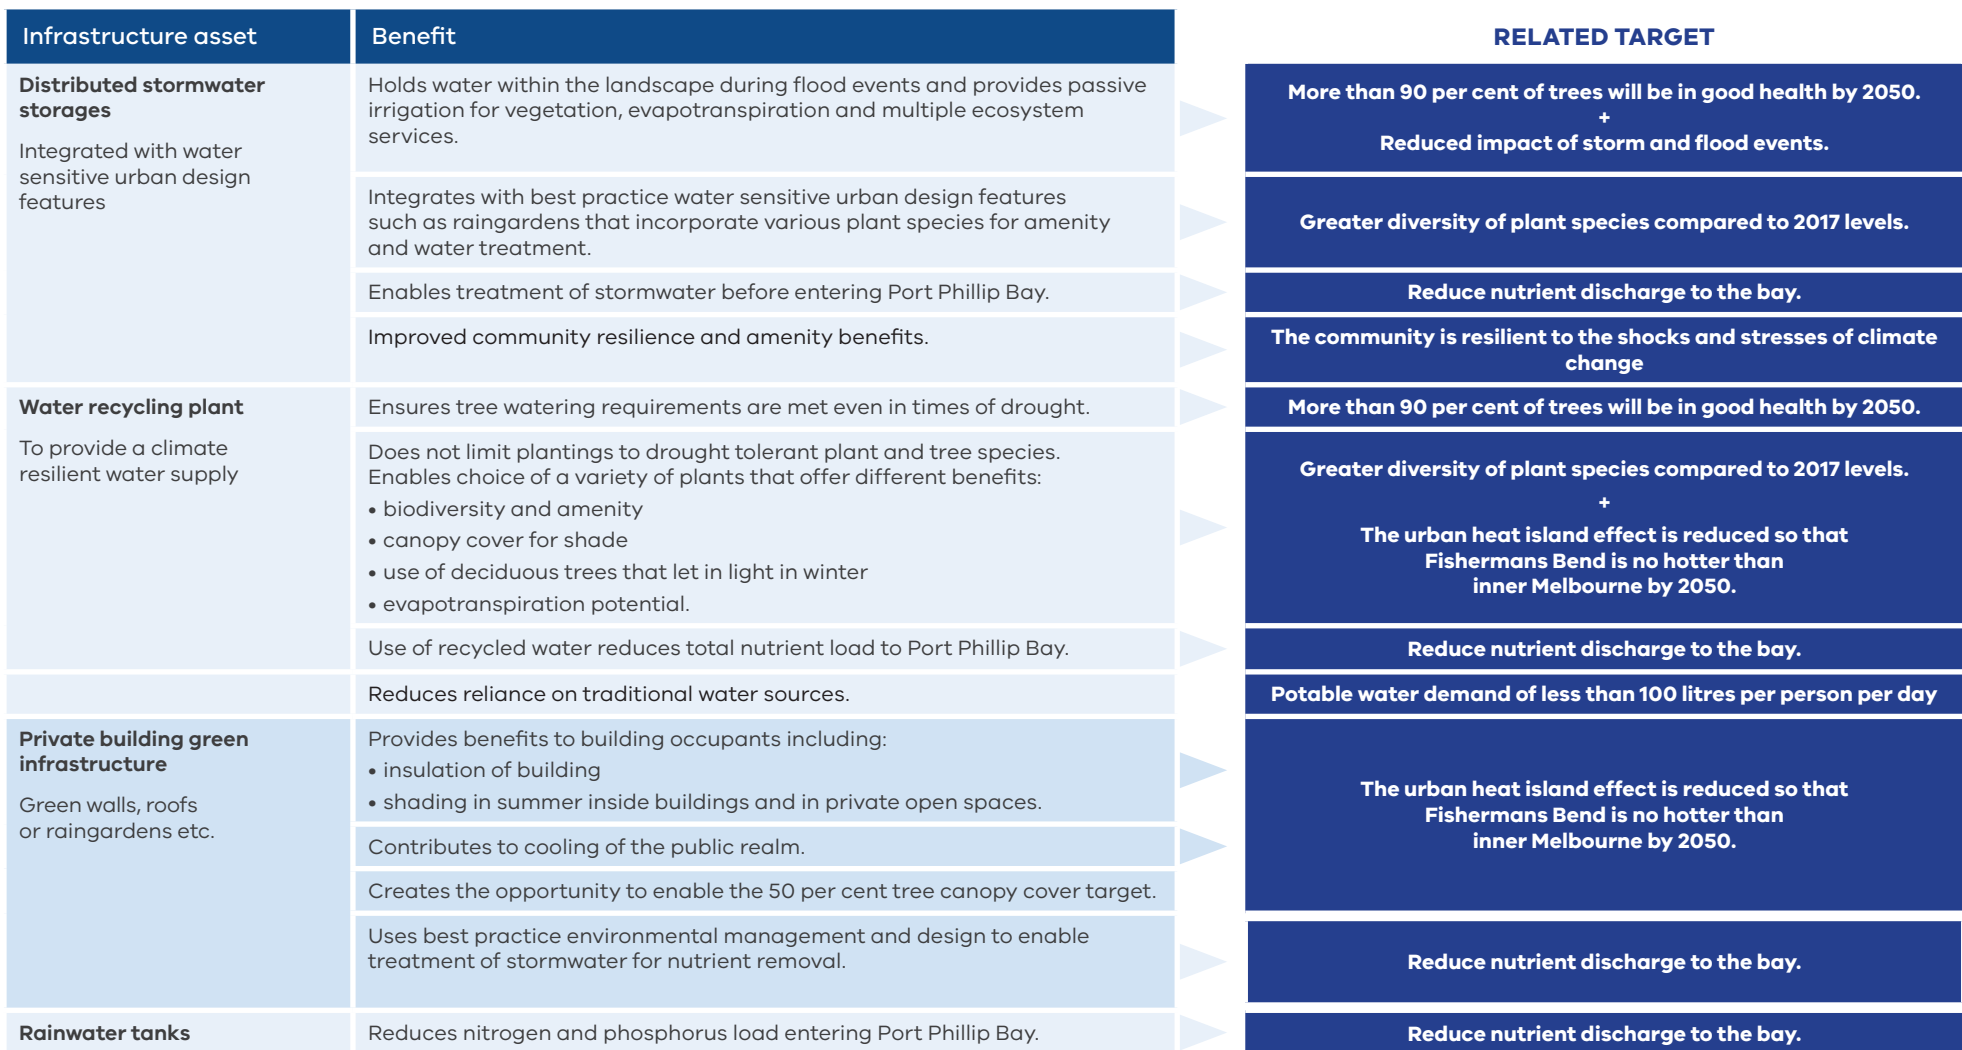 Infrastructure asset
Benefit
RELATED TARGET
Distributed stormwater
storages
Integrated with water
sensitive urban design
features
Holds water within the landscape during flood events and provides passive
irrigation for vegetation, evapotranspiration and multiple ecosystem
services.
More than 90 per cent of trees will be in good health by 2050.
+
Reduced impact of storm and flood events.
Integrates with best practice water sensitive urban design features
such as raingardens that incorporate various plant species for amenity
and water treatment.
Greater diversity of plant species compared to 2017 levels.
Enables treatment of stormwater before entering Port Phillip Bay.
Reduce nutrient discharge to the bay.
Improved community resilience and amenity benefits.
The community is resilient to the shocks and stresses of climate
change
Water recycling plant
To provide a climate
resilient water supply
Ensures tree watering requirements are met even in times of drought.
More than 90 per cent of trees will be in good health by 2050.
Does not limit plantings to drought tolerant plant and tree species.
Enables choice of a variety of plants that offer different benefits:
• biodiversity and amenity
• canopy cover for shade
• use of deciduous trees that let in light in winter
• evapotranspiration potential.
Greater diversity of plant species compared to 2017 levels.
+
The urban heat island effect is reduced so that
Fishermans Bend is no hotter than
inner Melbourne by 2050.
Use of recycled water reduces total nutrient load to Port Phillip Bay.
Reduce nutrient discharge to the bay.
Reduces reliance on traditional water sources.
Potable water demand of less than 100 litres per person per day
Private building green
infrastructure
Green walls, roofs
or raingardens etc.
Provides benefits to building occupants including:
• insulation of building
• shading in summer inside buildings and in private open spaces.
Contributes to cooling of the public realm.
Creates the opportunity to enable the 50 per cent tree canopy cover target.
The urban heat island effect is reduced so that
Fishermans Bend is no hotter than
inner Melbourne by 2050.
Uses best practice environmental management and design to enable
treatment of stormwater for nutrient removal.
Reduce nutrient discharge to the bay.
Rainwater tanks
Reduces nitrogen and phosphorus load entering Port Phillip Bay.
Reduce nutrient discharge to the bay.